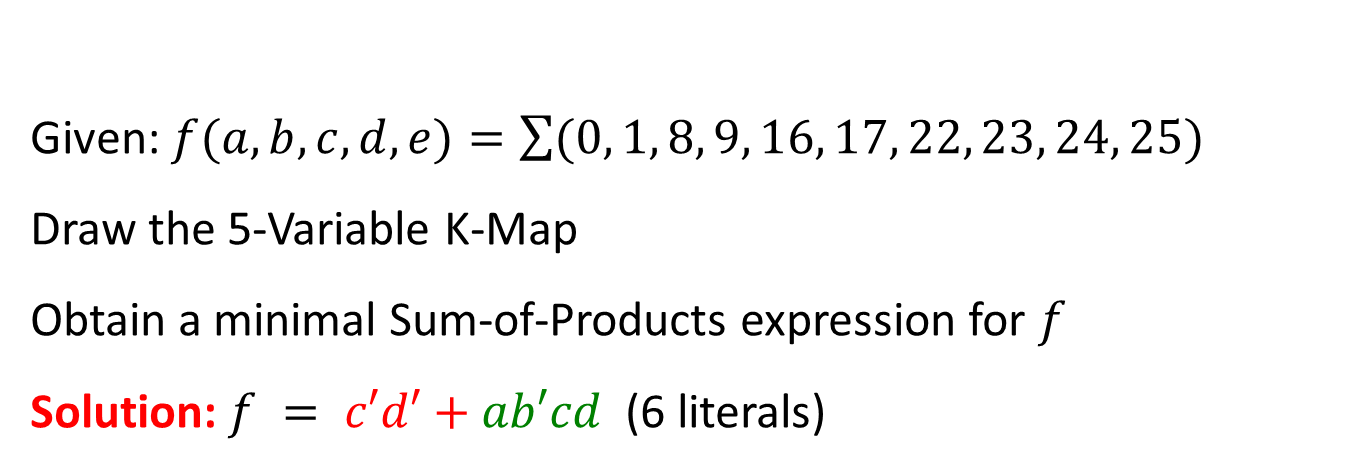 Given: 𝑓(𝑎, 𝑏, 𝑐, 𝑑, 𝑒) = ∑(0, 1, 8, 9, 16, 17, 22, 23, 24, 25)
Draw the 5-Variable K-Map
Obtain a minimal Sum-of-Products expression for 𝑓
Solution: 𝑓 = 𝑐′𝑑′ + 𝑎𝑏′𝑐𝑑 (6 literals)